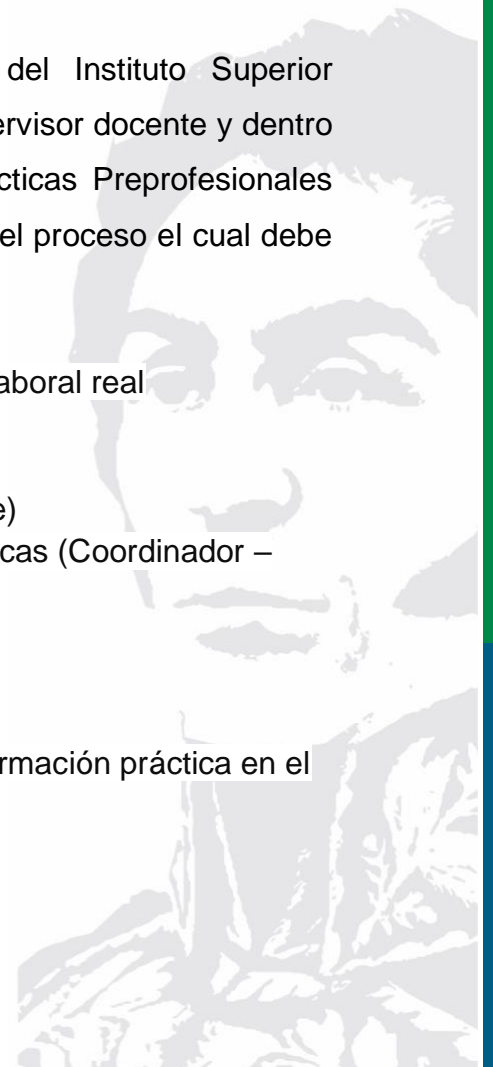 del Instituto Superior
ervisor docente y dentro
cticas Preprofesionales
el proceso el cual debe
aboral real
e)
cas (Coordinador –
rmación práctica en el